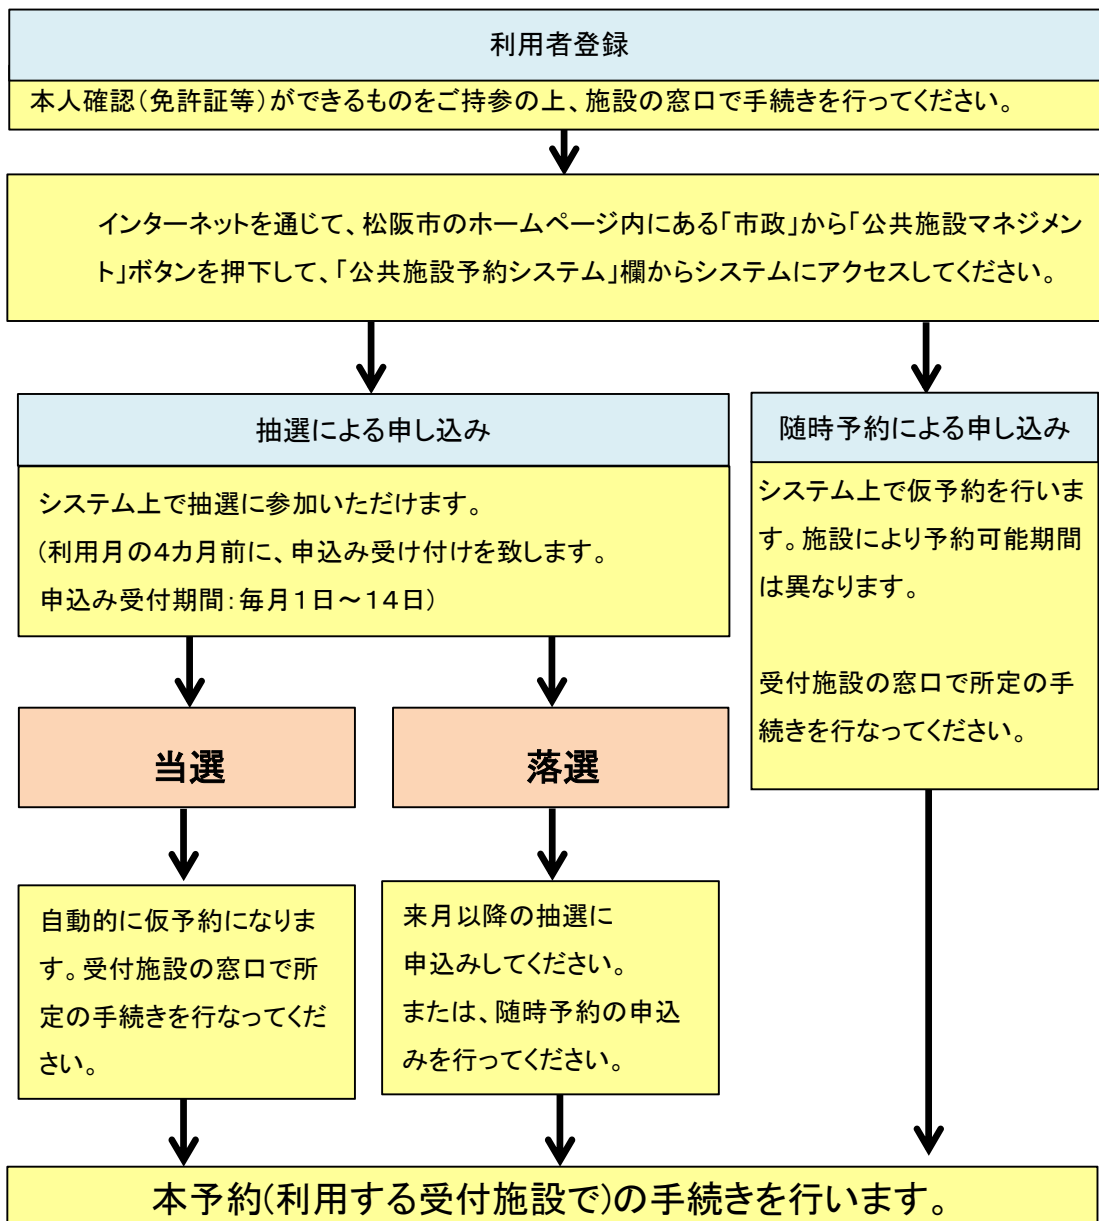 利用者登録
本人確認(免許証等)ができるものをご持参の上、施設の窓口で手続きを行ってください。
インターネットを通じて、松阪市のホームページ内にある「市政」から「公共施設マネジメン
ト」ボタンを押下して、「公共施設予約システム」欄からシステムにアクセスしてください。
抽選による申し込み
システム上で抽選に参加いただけます。
(利用月の4カ月前に、申込み受け付けを致します。
申込み受付期間:毎月1日~14日)
随時予約による申し込み
システム上で仮予約を行いま
す。施設により予約可能期間
は異なります。
受付施設の窓口で所定の手
続きを行なってください。
当選
落選
自動的に仮予約になりま
す。受付施設の窓口で所
定の手続きを行なってくだ
さい。
来月以降の抽選に
申込みしてください。
または、随時予約の申込
みを行ってください。
本予約(利用する受付施設で)の手続きを行います。